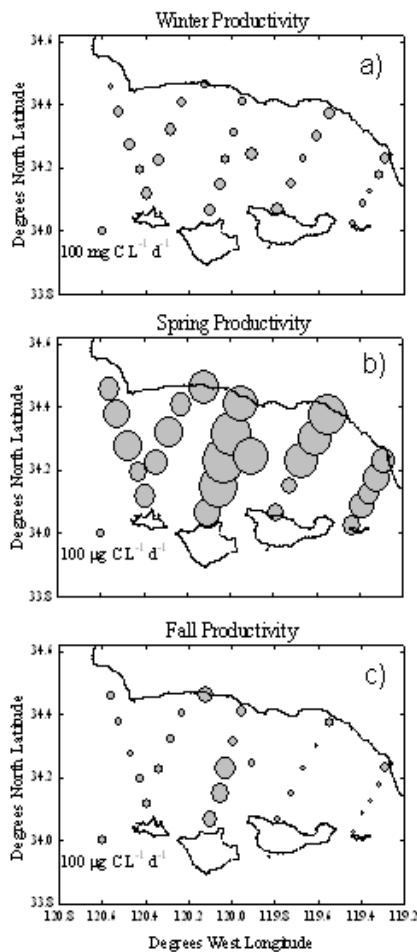 Winter Productivity
a)
34.6
34.4
34.2
34.0
33.8
Degrees North Latitude
100 mg C L⁻¹ d⁻¹
Spring Productivity
b)
34.6
34.4
34.2
34.0
33.8
Degrees North Latitude
100 µg C L⁻¹ d⁻¹
Fall Productivity
c)
34.6
34.4
34.2
34.0
33.8
Degrees North Latitude
100 µg C L⁻¹ d⁻¹
120.8 120.6 120.4 120.2 120.0 119.8 119.6 119.4 119.2
Degrees West Longitude